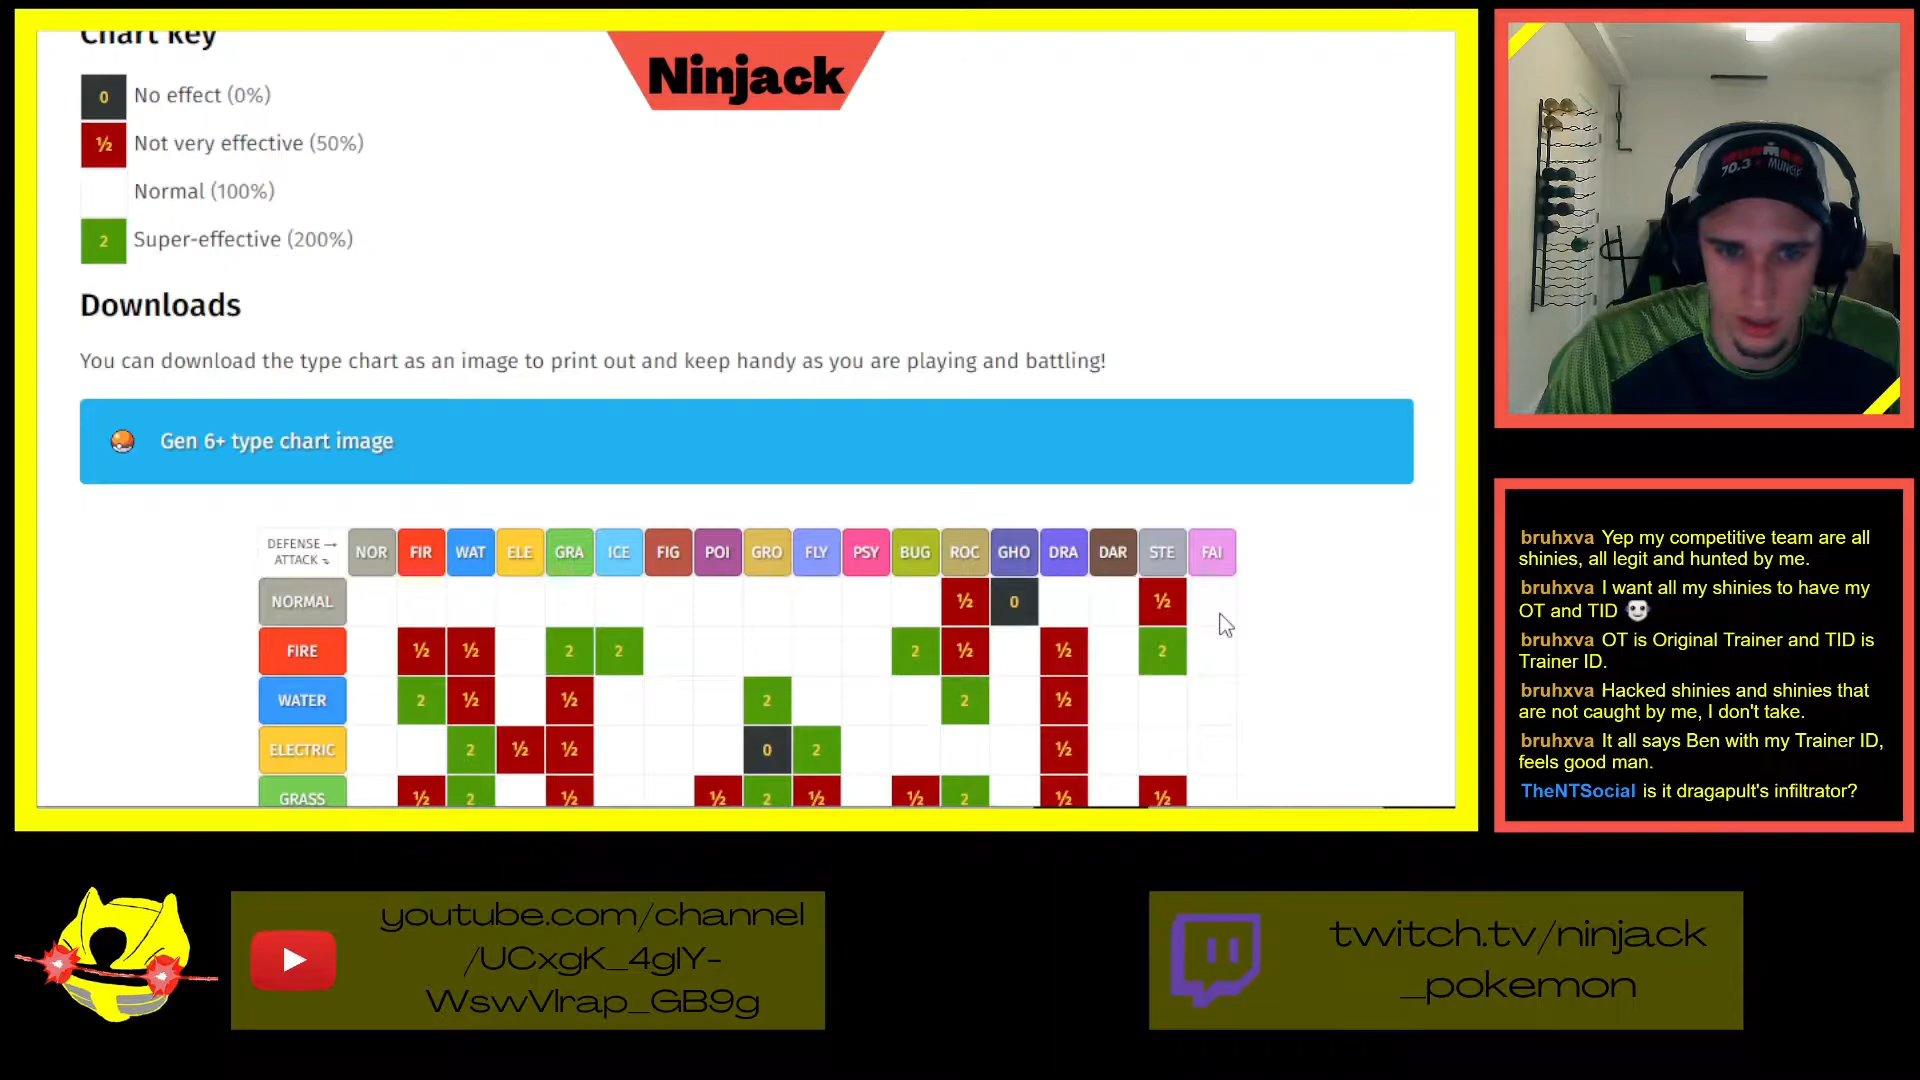 Chart key
Ninjack
0 No effect (0%)
½ Not very effective (50%)
Normal (100%)
2 Super-effective (200%)
Downloads
You can download the type chart as an image to print out and keep handy as you are playing and battling!
Gen 6+ type chart image
DEFENSE → NOR FIR WAT ELE GRA ICE FIG POI GRO FLY PSY BUG ROC GHO DRA DAR STE FAI
ATTACK ⤵
NORMAL ½ 0 ½
FIRE ½ ½ 2 2 2 ½ ½ 2
WATER 2 ½ ½ 2 2 ½
ELECTRIC 2 ½ ½ 0 2 ½
GRASS ½ 2 ½ ½ 2 ½ ½ 2 ½ ½
70.3 MUNCIE
bruhxva Yep my competitive team are all
shinies, all legit and hunted by me.
bruhxva I want all my shinies to have my
OT and TID
bruhxva OT is Original Trainer and TID is
Trainer ID.
bruhxva Hacked shinies and shinies that
are not caught by me, I don't take.
bruhxva It all says Ben with my Trainer ID,
feels good man.
TheNTSocial is it dragapult's infiltrator?
youtube.com/channel
/UCxgK_4glY-
WswVlrap_GB9g
twitch.tv/ninjack
_pokemon